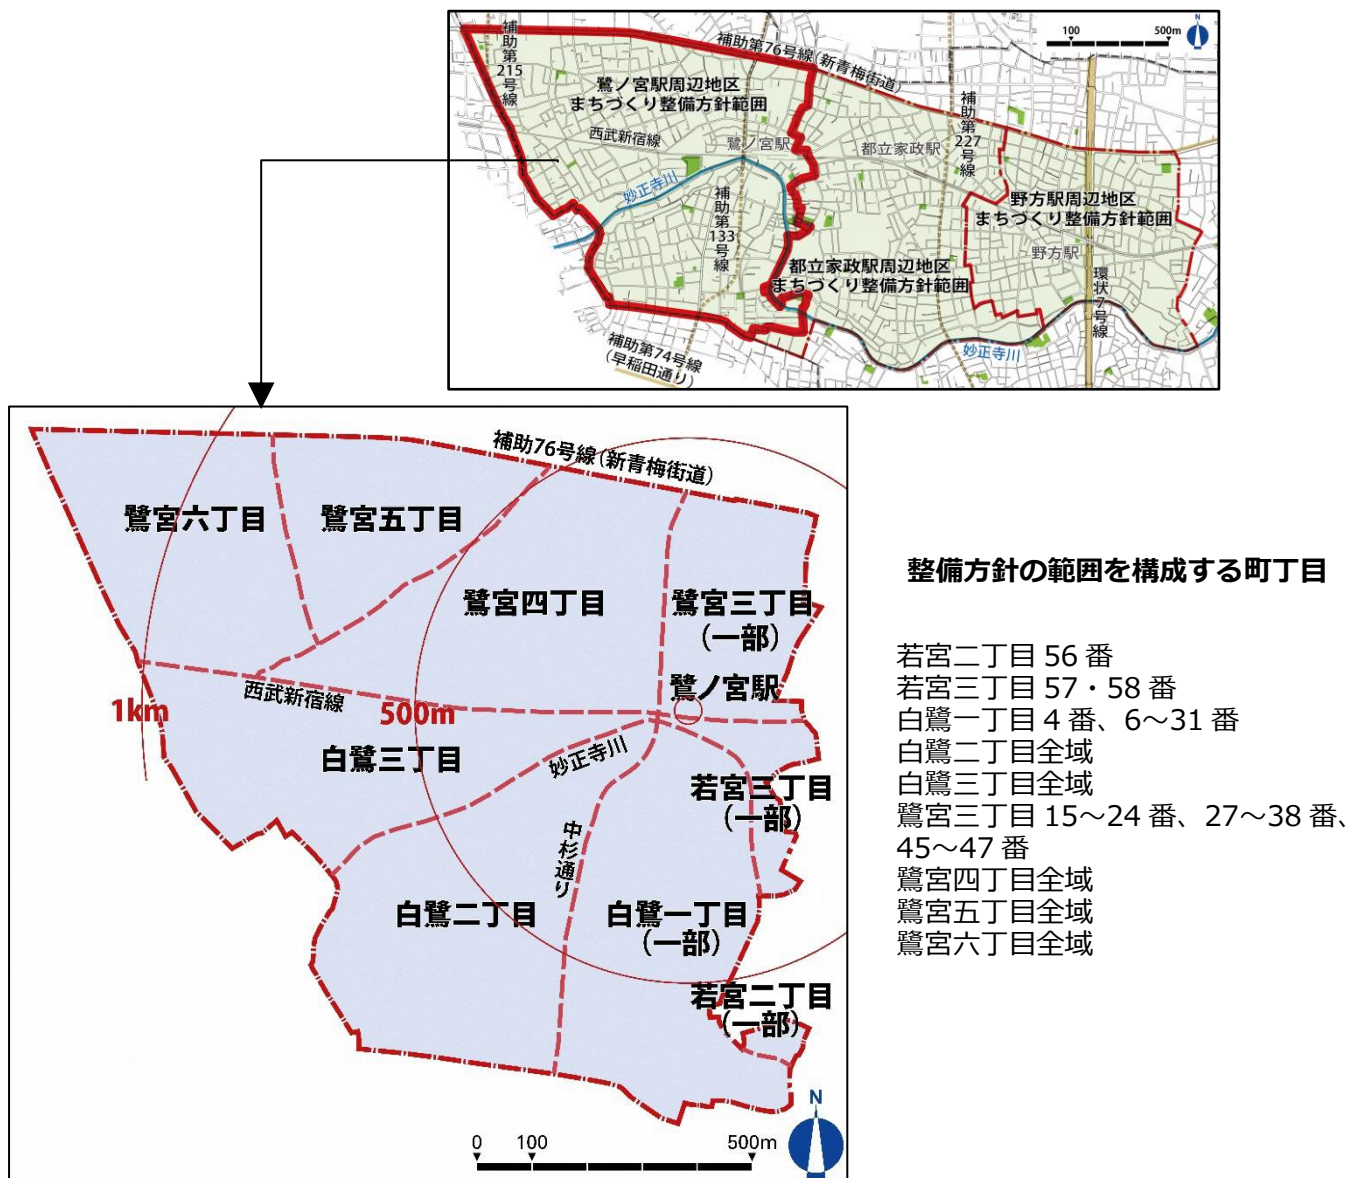 100
500m
N
補助第215号線
補助第76号線(新青梅街道)
鷺ノ宮駅周辺地区
まちづくり整備方針範囲
西武新宿線
鷺ノ宮駅
都立家政駅
補助第227号線
妙正寺川
補助第133号線
野方駅周辺地区
まちづくり整備方針範囲
野方駅
都立家政駅周辺地区
まちづくり整備方針範囲
環状7号線
妙正寺川
補助第74号線
(早稲田通り)
補助76号線(新青梅街道)
鷺宮六丁目
鷺宮五丁目
鷺宮四丁目
鷺宮三丁目
(一部)
鷺ノ宮駅
西武新宿線
1km
500m
白鷺三丁目
妙正寺川
若宮三丁目
(一部)
中杉通り
白鷺二丁目
白鷺一丁目
(一部)
若宮二丁目
(一部)
N
0
100
500m
整備方針の範囲を構成する町丁目
若宮二丁目 56 番
若宮三丁目 57・58 番
白鷺一丁目 4 番、6～31 番
白鷺二丁目全域
白鷺三丁目全域
鷺宮三丁目 15～24 番、27～38 番、
45～47 番
鷺宮四丁目全域
鷺宮五丁目全域
鷺宮六丁目全域